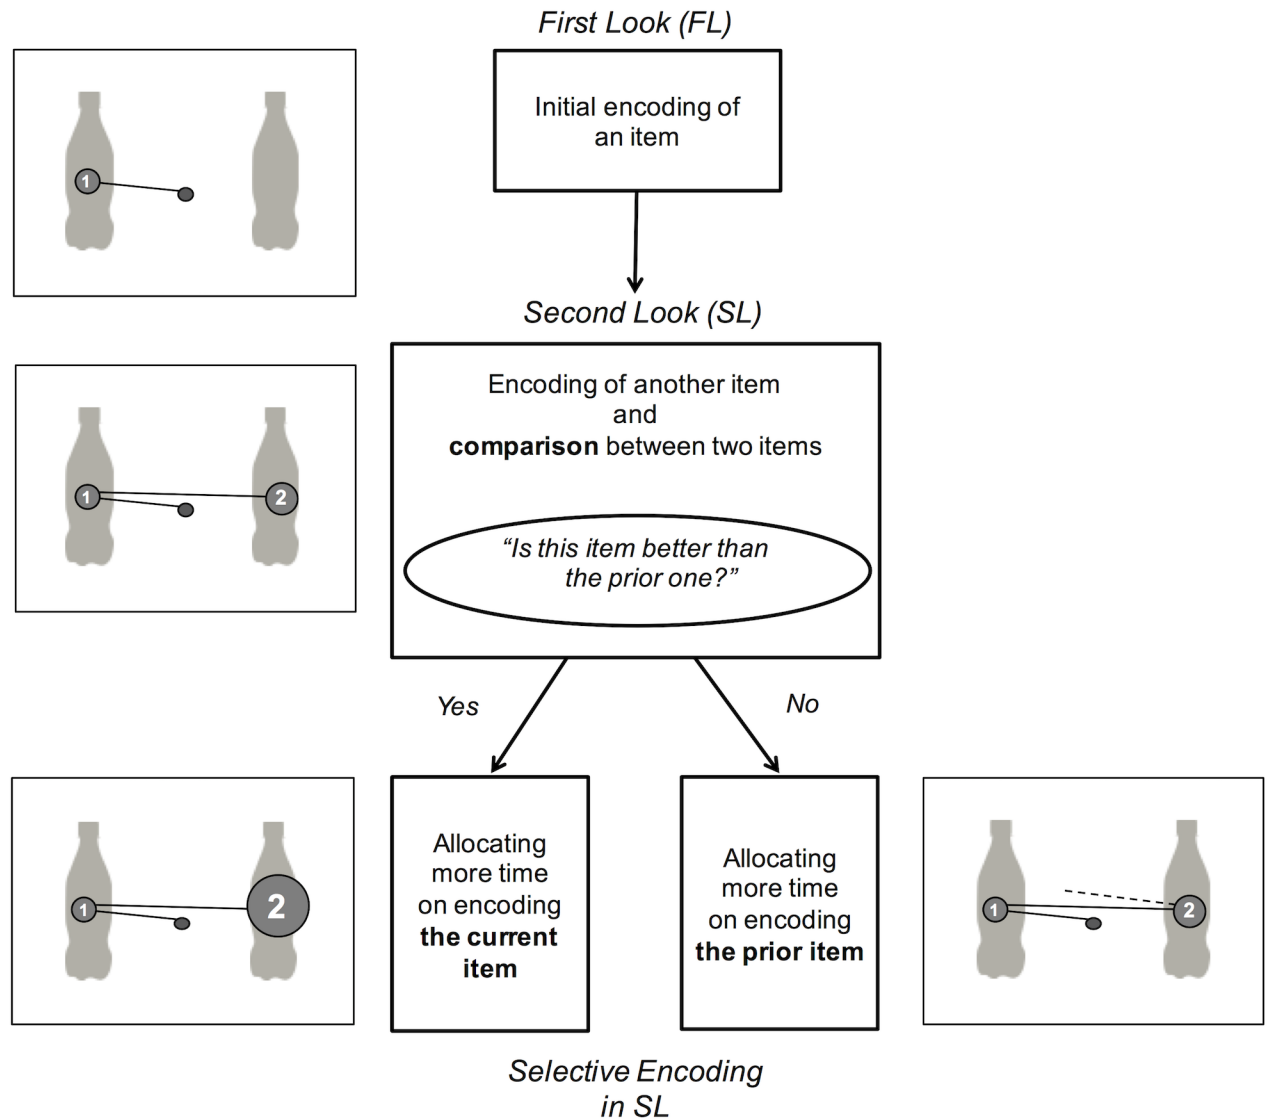 First Look (FL)
Initial encoding of
an item
1
Second Look (SL)
Encoding of another item
and
comparison between two items
“Is this item better than
the prior one?”
1
2
Yes
No
1
2
Allocating
more time
on encoding
the current
item
Allocating
more time
on encoding
the prior item
1
2
Selective Encoding
in SL